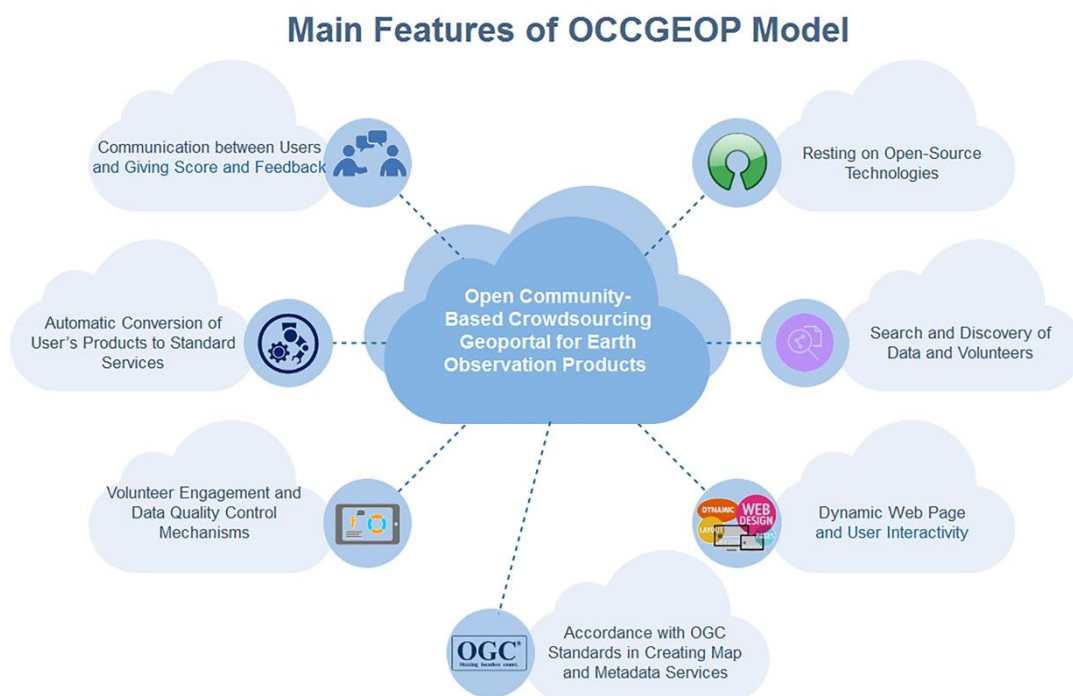 Main Features of OCCGEOP Model
Communication between Users
and Giving Score and Feedback
Resting on Open-Source
Technologies
Open Community-
Based Crowdsourcing
Geoportal for Earth
Observation Products
Automatic Conversion of
User's Products to Standard
Services
Search and Discovery of
Data and Volunteers
Volunteer Engagement and
Data Quality Control
Mechanisms
DYNAMIC
WEB
DESIGN
LAYOUT
Dynamic Web Page
and User Interactivity
OGC®
Making location count.
Accordance with OGC
Standards in Creating Map
and Metadata Services